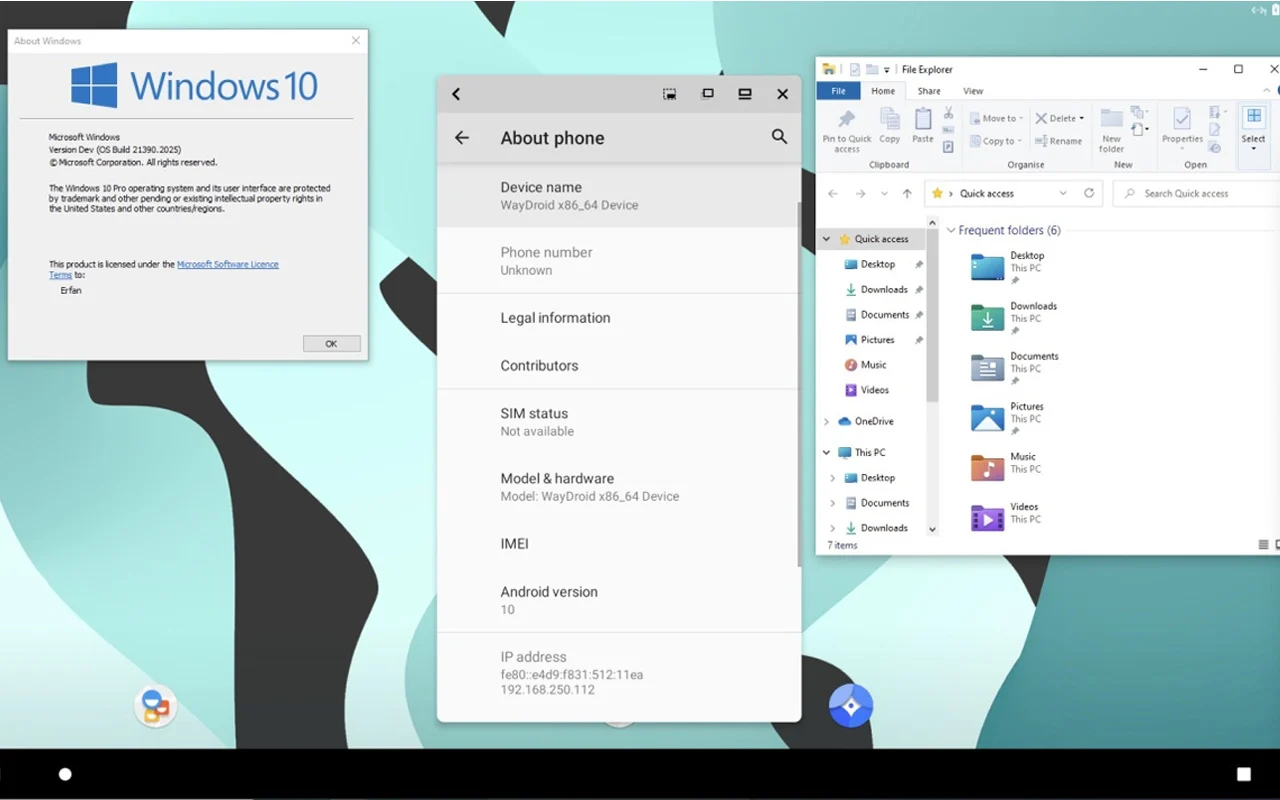 About Windows
Windows 10
Microsoft Windows
Version Dev (OS Build 21390.2025)
© Microsoft Corporation. All rights reserved.
The Windows 10 Pro operating system and its user interface are protected
by trademark and other pending or existing intellectual property rights in
the United States and other countries/regions.
This product is licensed under the Microsoft Software Licence
Terms to:
Erfan
OK
About phone
Device name
WayDroid x86_64 Device
Phone number
Unknown
Legal information
Contributors
SIM status
Not available
Model & hardware
Model: WayDroid x86_64 Device
IMEI
Android version
10
IP address
fe80::e4d9:f831:512:11ea
192.168.250.112
File Explorer
File Home Share View
Pin to Quick
access
Copy
Paste
Clipboard
Move to
Copy to
Delete
Rename
Organise
New
folder
New
Properties
Open
Select
Quick access
Search Quick access
Quick access
Desktop
Downloads
Documents
Pictures
Music
Videos
OneDrive
This PC
Desktop
Documents
Downloads
Frequent folders (6)
Desktop
This PC
Downloads
This PC
Documents
This PC
Pictures
This PC
Music
This PC
Videos
This PC
7 items